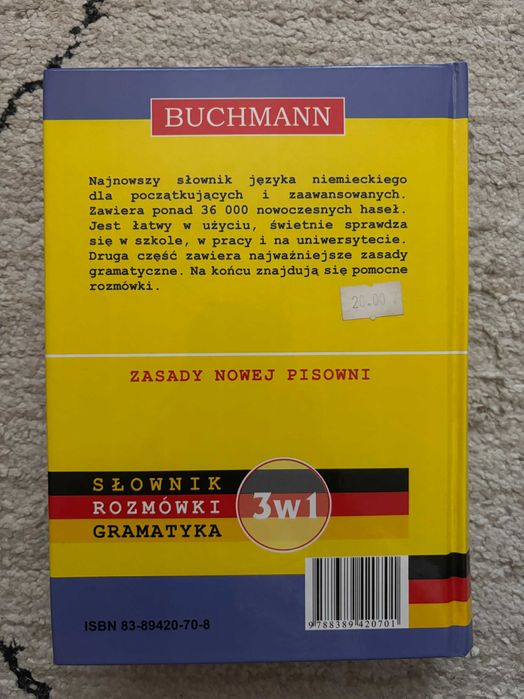 BUCHMANN
Najnowszy słownik języka niemieckiego
dla początkujących i zaawansowanych.
Zawiera ponad 36 000 nowoczesnych haseł.
Jest łatwy w użyciu, świetnie sprawdza
się w szkole, w pracy i na uniwersytecie.
Druga część zawiera najważniejsze zasady
gramatyczne. Na końcu znajdują się pomocne
rozmówki.
20.00
ZASADY NOWEJ PISOWNI
SŁOWNIK
ROZMÓWKI
GRAMATYKA
3w1
ISBN 83-89420-70-8
9788389420701